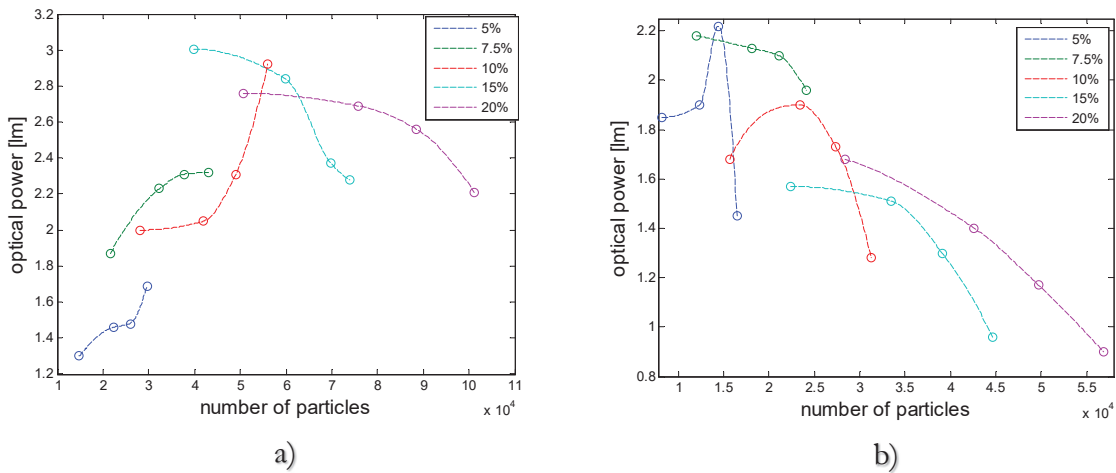 3.2
3
2.8
2.6
2.4
2.2
2
1.8
1.6
1.4
1.2
optical power [lm]
1 2 3 4 5 6 7 8 9 10 11
number of particles
x 10^4
5%
7.5%
10%
15%
20%
a)
2.2
2
1.8
1.6
1.4
1.2
1
0.8
optical power [lm]
1 1.5 2 2.5 3 3.5 4 4.5 5 5.5
number of particles
x 10^4
5%
7.5%
10%
15%
20%
b)